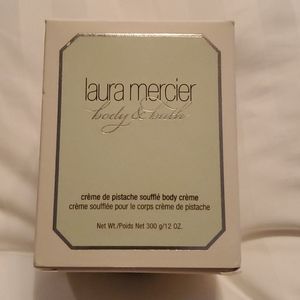 laura mercier
body & bath
crème de pistache soufflé body crème
crème soufflée pour le corps crème de pistache
Net Wt./Poids Net 300 g/12 OZ.